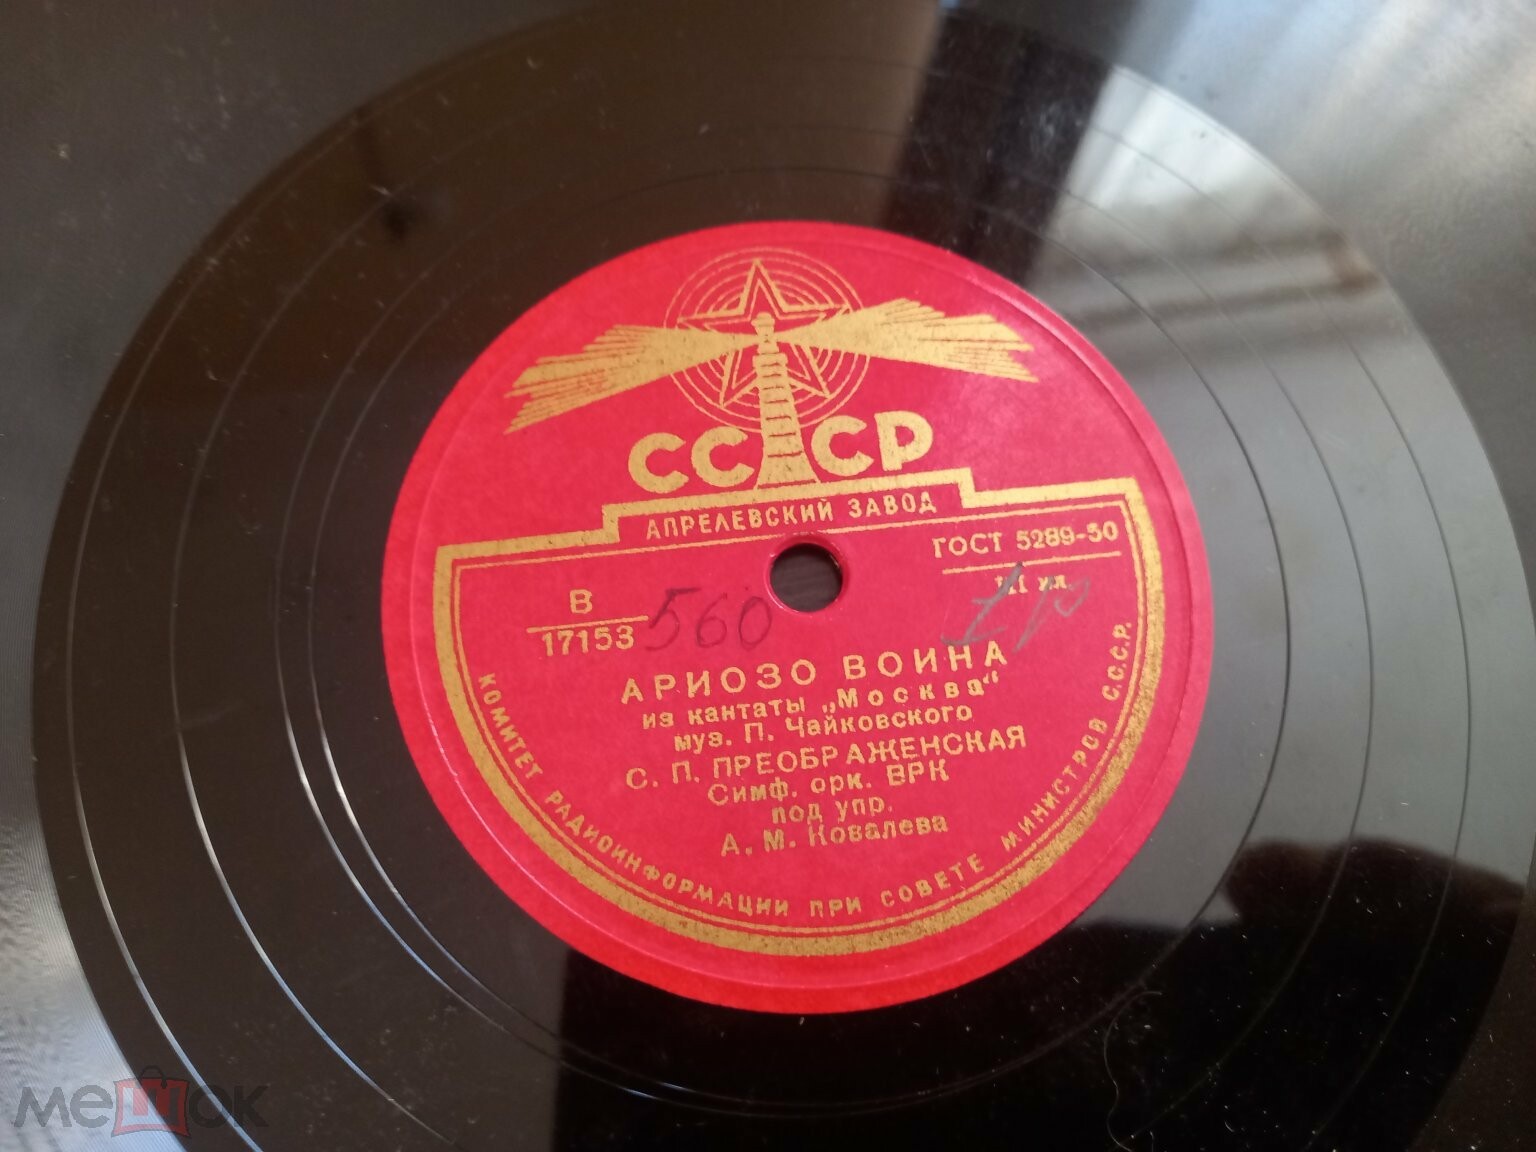 СССР
АПРЕЛЕВСКИЙ ЗАВОД
ГОСТ 5289-50
В
17153
560
АРИОЗО ВОИНА
из кантаты „Москва“
муз. П. Чайковского
С. П. ПРЕОБРАЖЕНСКАЯ
Симф. орк. ВРК
под упр.
А. М. Ковалева
КОМИТЕТ РАДИОИНФОРМАЦИИ ПРИ СОВЕТЕ МИНИСТРОВ С.С.С.Р.
мешок